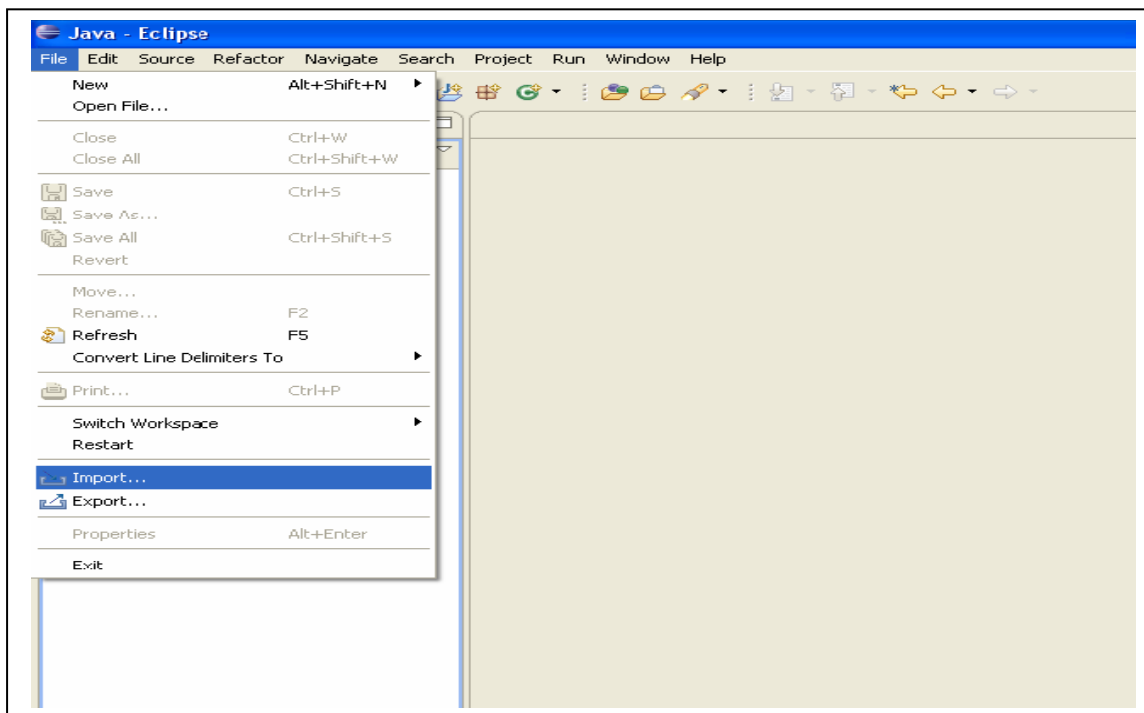 Java - Eclipse
File Edit Source Refactor Navigate Search Project Run Window Help
New Alt+Shift+N
Open File...
Close Ctrl+W
Close All Ctrl+Shift+W
Save Ctrl+S
Save As...
Save All Ctrl+Shift+S
Revert
Move...
Rename... F2
Refresh F5
Convert Line Delimiters To
Print... Ctrl+P
Switch Workspace
Restart
Import...
Export...
Properties Alt+Enter
Exit